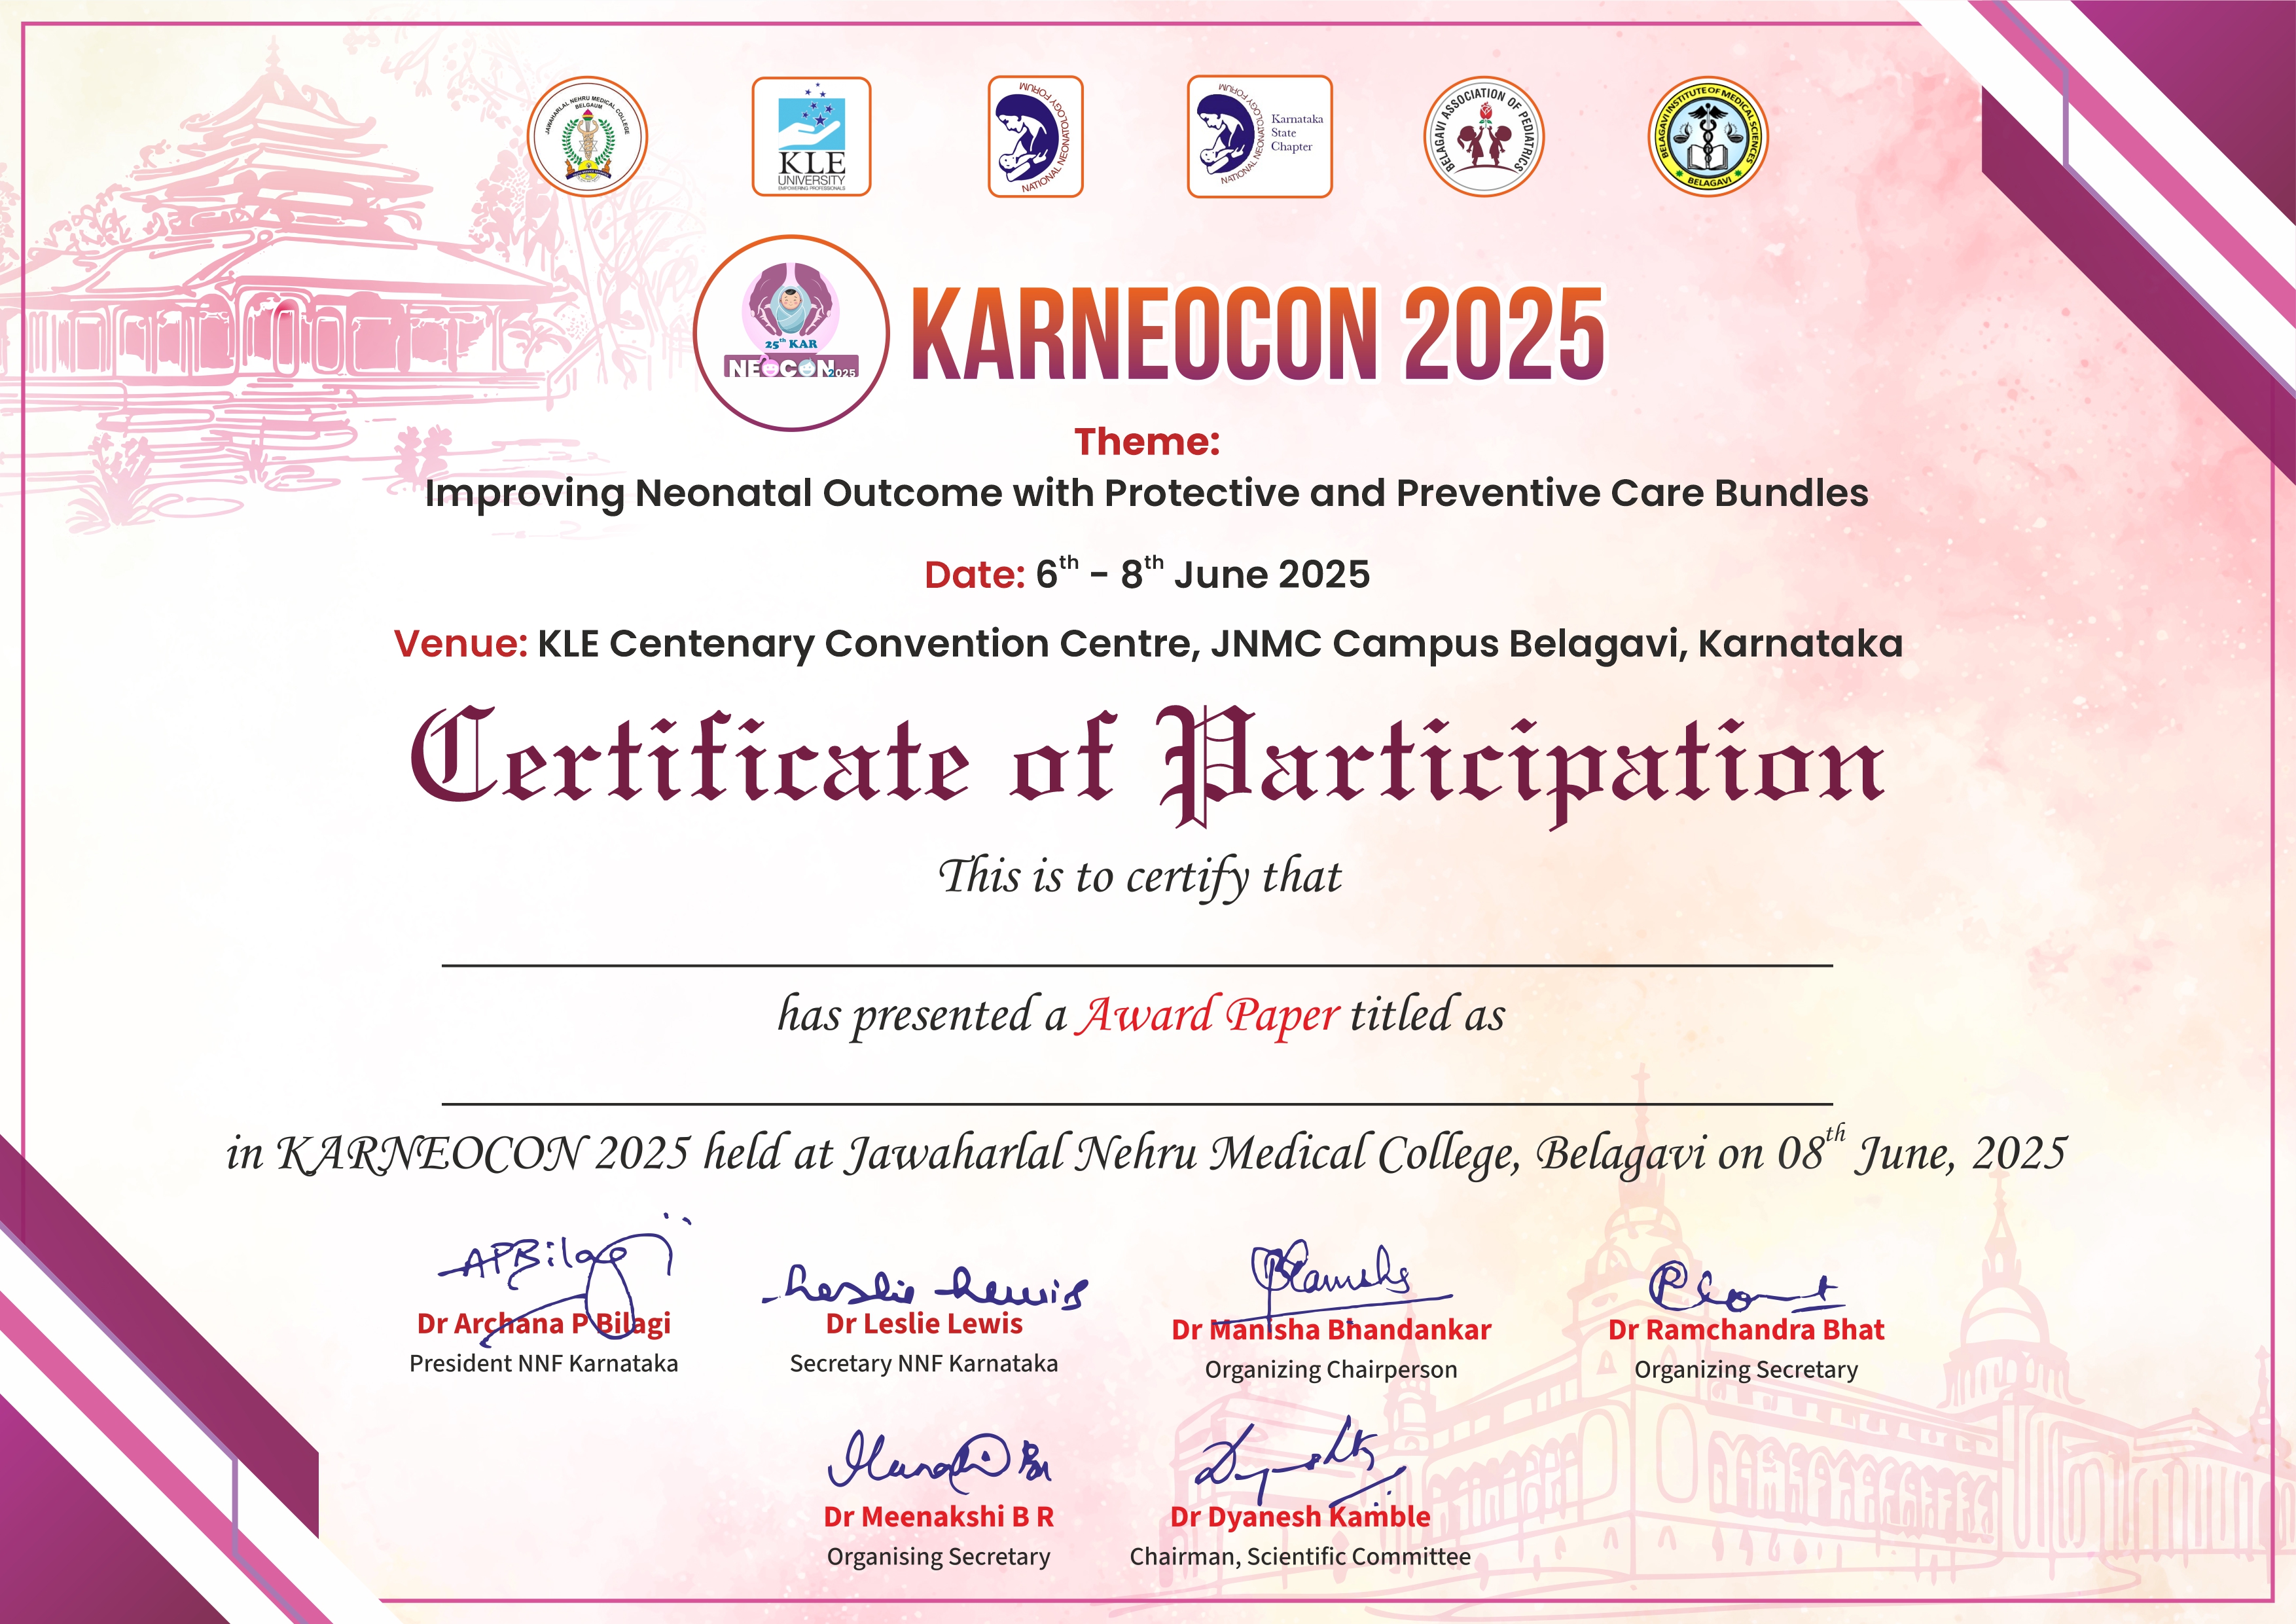 JAWAHARLAL NEHRU MEDICAL COLLEGE
BELGAUM
KLE
UNIVERSITY
EMPOWERING PROFESSIONALS
NATIONAL NEONATOLOGY FORUM
NATIONAL NEONATOLOGY FORUM
Karnataka
State
Chapter
BELAGAVI ASSOCIATION OF PEDIATRICS
BELAGAVI INSTITUTE OF MEDICAL SCIENCES
BELAGAVI
25th KAR
NEOCON 2025
KARNEOCON 2025
Theme:
Improving Neonatal Outcome with Protective and Preventive Care Bundles
Date: 6th - 8th June 2025
Venue: KLE Centenary Convention Centre, JNMC Campus Belagavi, Karnataka
Certificate of Participation
This is to certify that
has presented a Award Paper titled as
in KARNEOCON 2025 held at Jawaharlal Nehru Medical College, Belagavi on 08th June, 2025
APBilagi
Leslie Lewis
Dr Archana P Bilagi
Dr Leslie Lewis
Dr Manisha Bhandankar
Dr Ramchandra Bhat
President NNF Karnataka
Secretary NNF Karnataka
Organizing Chairperson
Organizing Secretary
Dr Meenakshi B R
Dr Dyanesh Kamble
Organising Secretary
Chairman, Scientific Committee